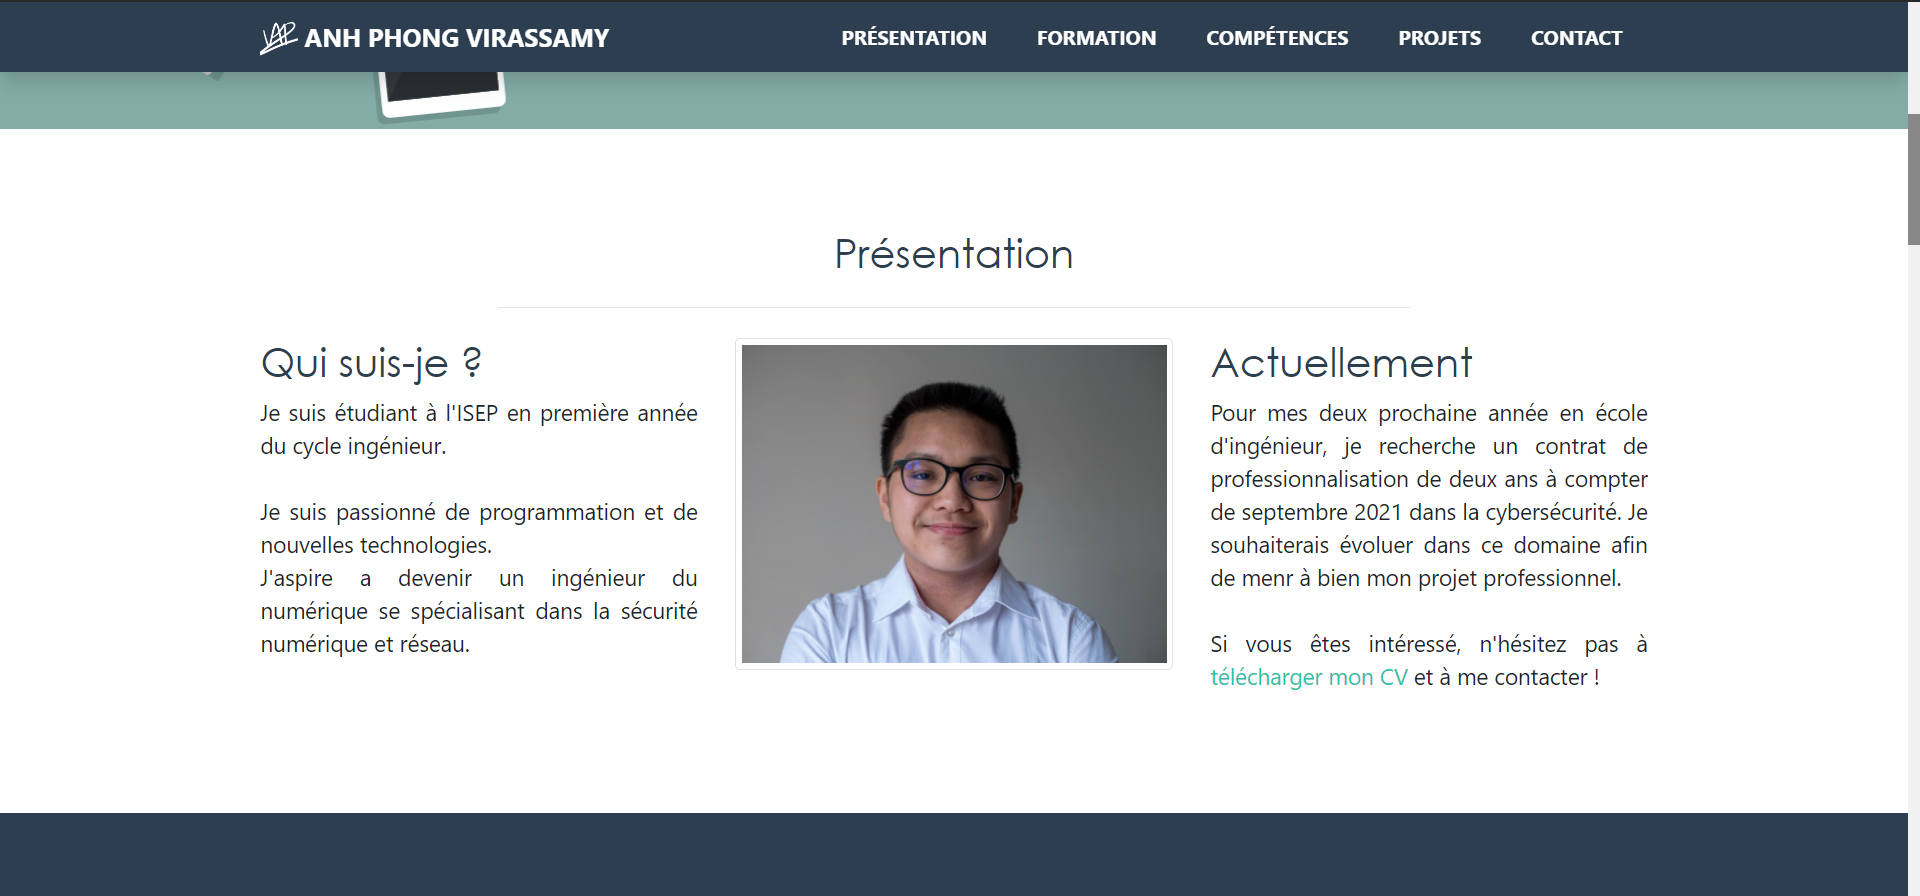 ANH PHONG VIRASSAMY
PRÉSENTATION
FORMATION
COMPÉTENCES
PROJETS
CONTACT
Présentation
Qui suis-je ?
Je suis étudiant à l'ISEP en première année
du cycle ingénieur.
Je suis passionné de programmation et de
nouvelles technologies.
J'aspire a devenir un ingénieur du
numérique se spécialisant dans la sécurité
numérique et réseau.
Actuellement
Pour mes deux prochaine année en école
d'ingénieur, je recherche un contrat de
professionnalisation de deux ans à compter
de septembre 2021 dans la cybersécurité. Je
souhaiterais évoluer dans ce domaine afin
de menr à bien mon projet professionnel.
Si vous êtes intéressé, n'hésitez pas à
télécharger mon CV et à me contacter !